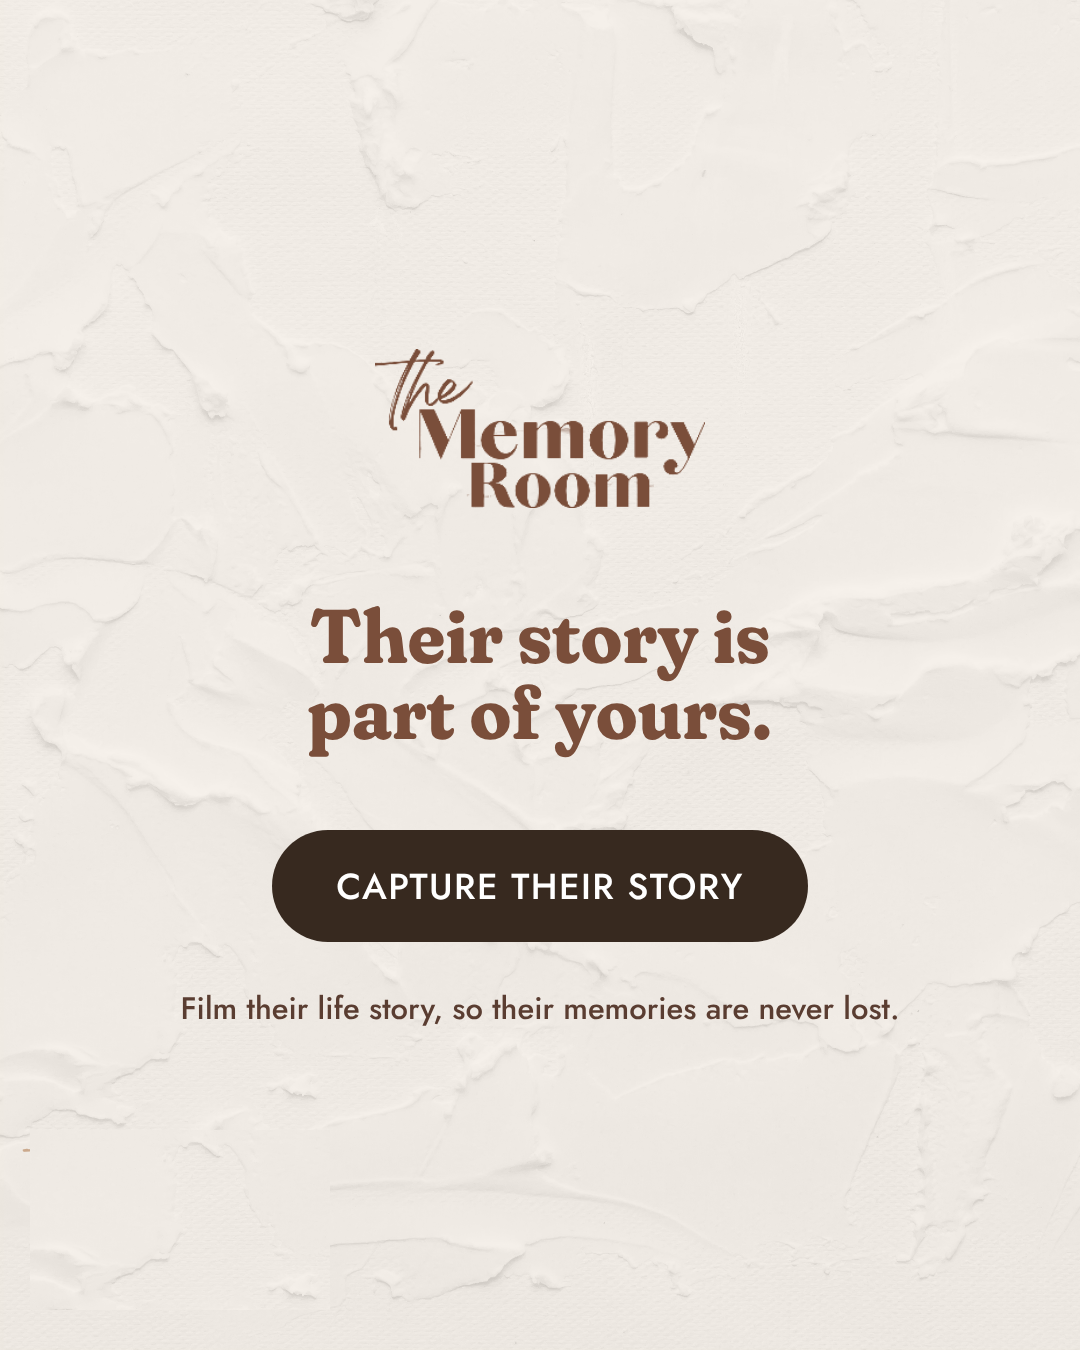 the
Memory
Room
Their story is
part of yours.
CAPTURE THEIR STORY
Film their life story, so their memories are never lost.